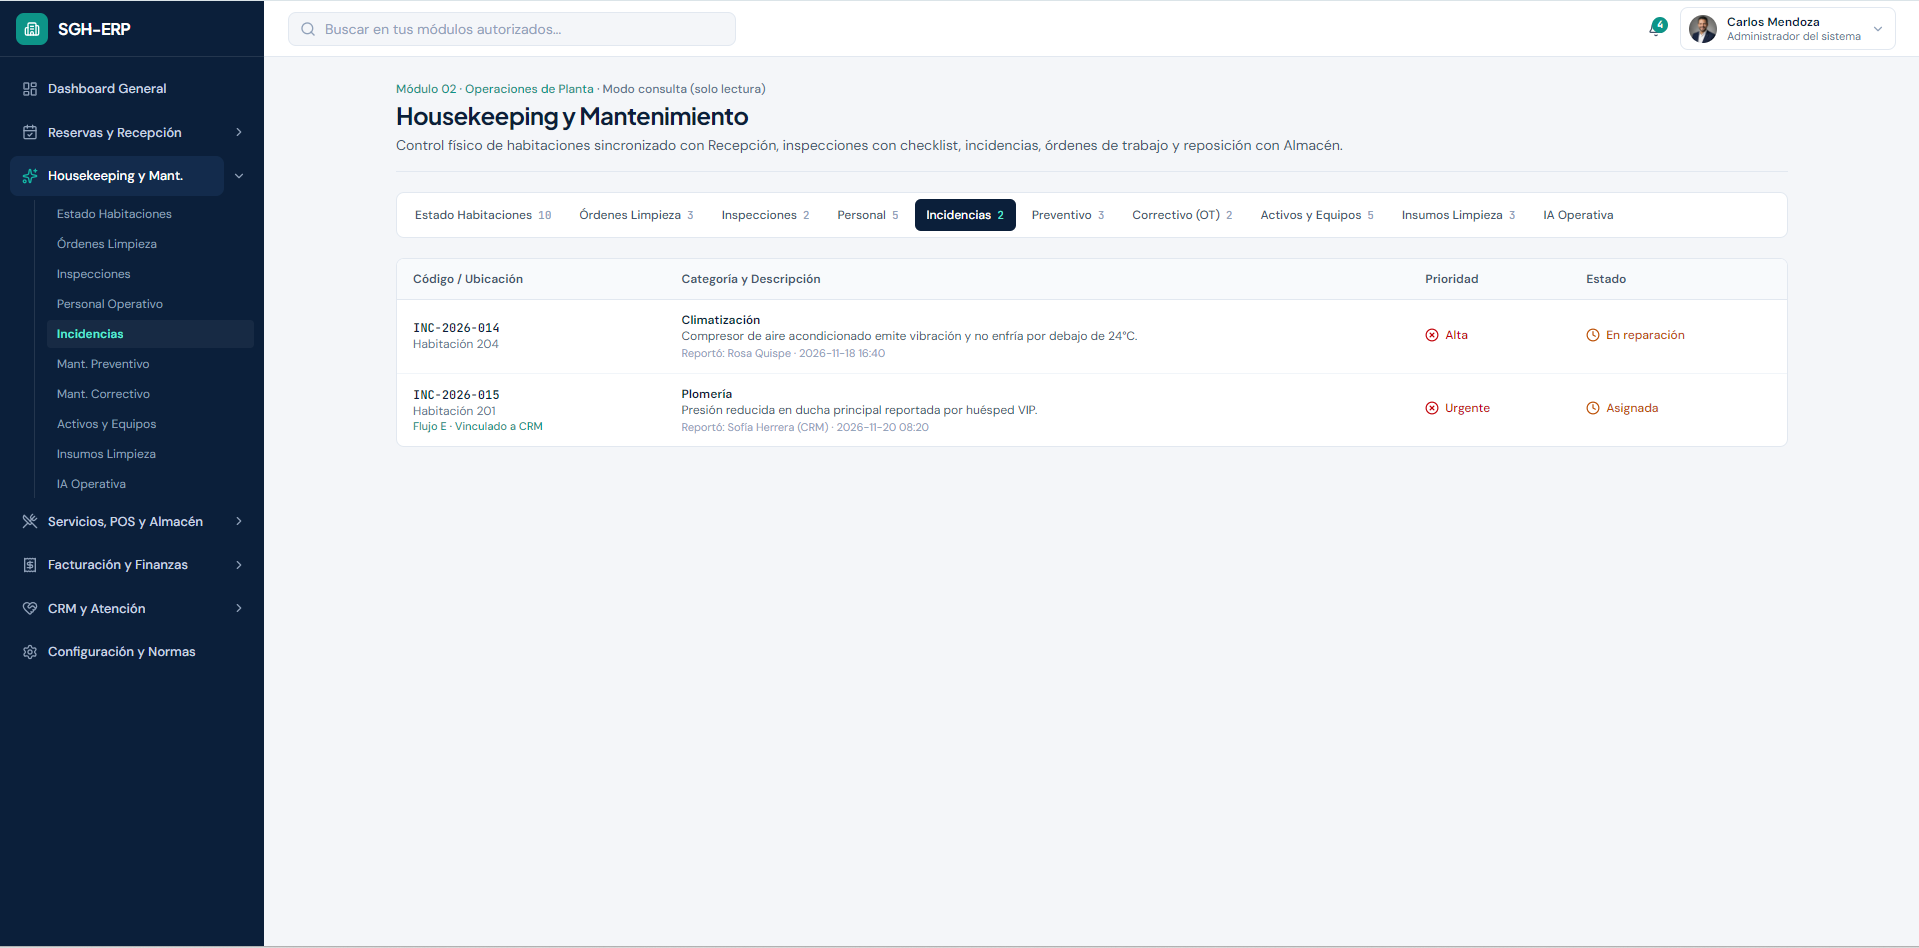 SGH-ERP
Buscar en tus módulos autorizados...
4
Carlos Mendoza
Administrador del sistema
Dashboard General
Reservas y Recepción
Housekeeping y Mant.
Estado Habitaciones
Órdenes Limpieza
Inspecciones
Personal Operativo
Incidencias
Mant. Preventivo
Mant. Correctivo
Activos y Equipos
Insumos Limpieza
IA Operativa
Servicios, POS y Almacén
Facturación y Finanzas
CRM y Atención
Configuración y Normas
Módulo 02 · Operaciones de Planta · Modo consulta (solo lectura)
Housekeeping y Mantenimiento
Control físico de habitaciones sincronizado con Recepción, inspecciones con checklist, incidencias, órdenes de trabajo y reposición con Almacén.
Estado Habitaciones 10 Órdenes Limpieza 3 Inspecciones 2 Personal 5 Incidencias 2 Preventivo 3 Correctivo (OT) 2 Activos y Equipos 5 Insumos Limpieza 3 IA Operativa
Código / Ubicación Categoría y Descripción Prioridad Estado
INC-2026-014
Habitación 204
Climatización
Compresor de aire acondicionado emite vibración y no enfría por debajo de 24°C.
Reportó: Rosa Quispe · 2026-11-18 16:40
Alta
En reparación
INC-2026-015
Habitación 201
Flujo E · Vinculado a CRM
Plomería
Presión reducida en ducha principal reportada por huésped VIP.
Reportó: Sofía Herrera (CRM) · 2026-11-20 08:20
Urgente
Asignada